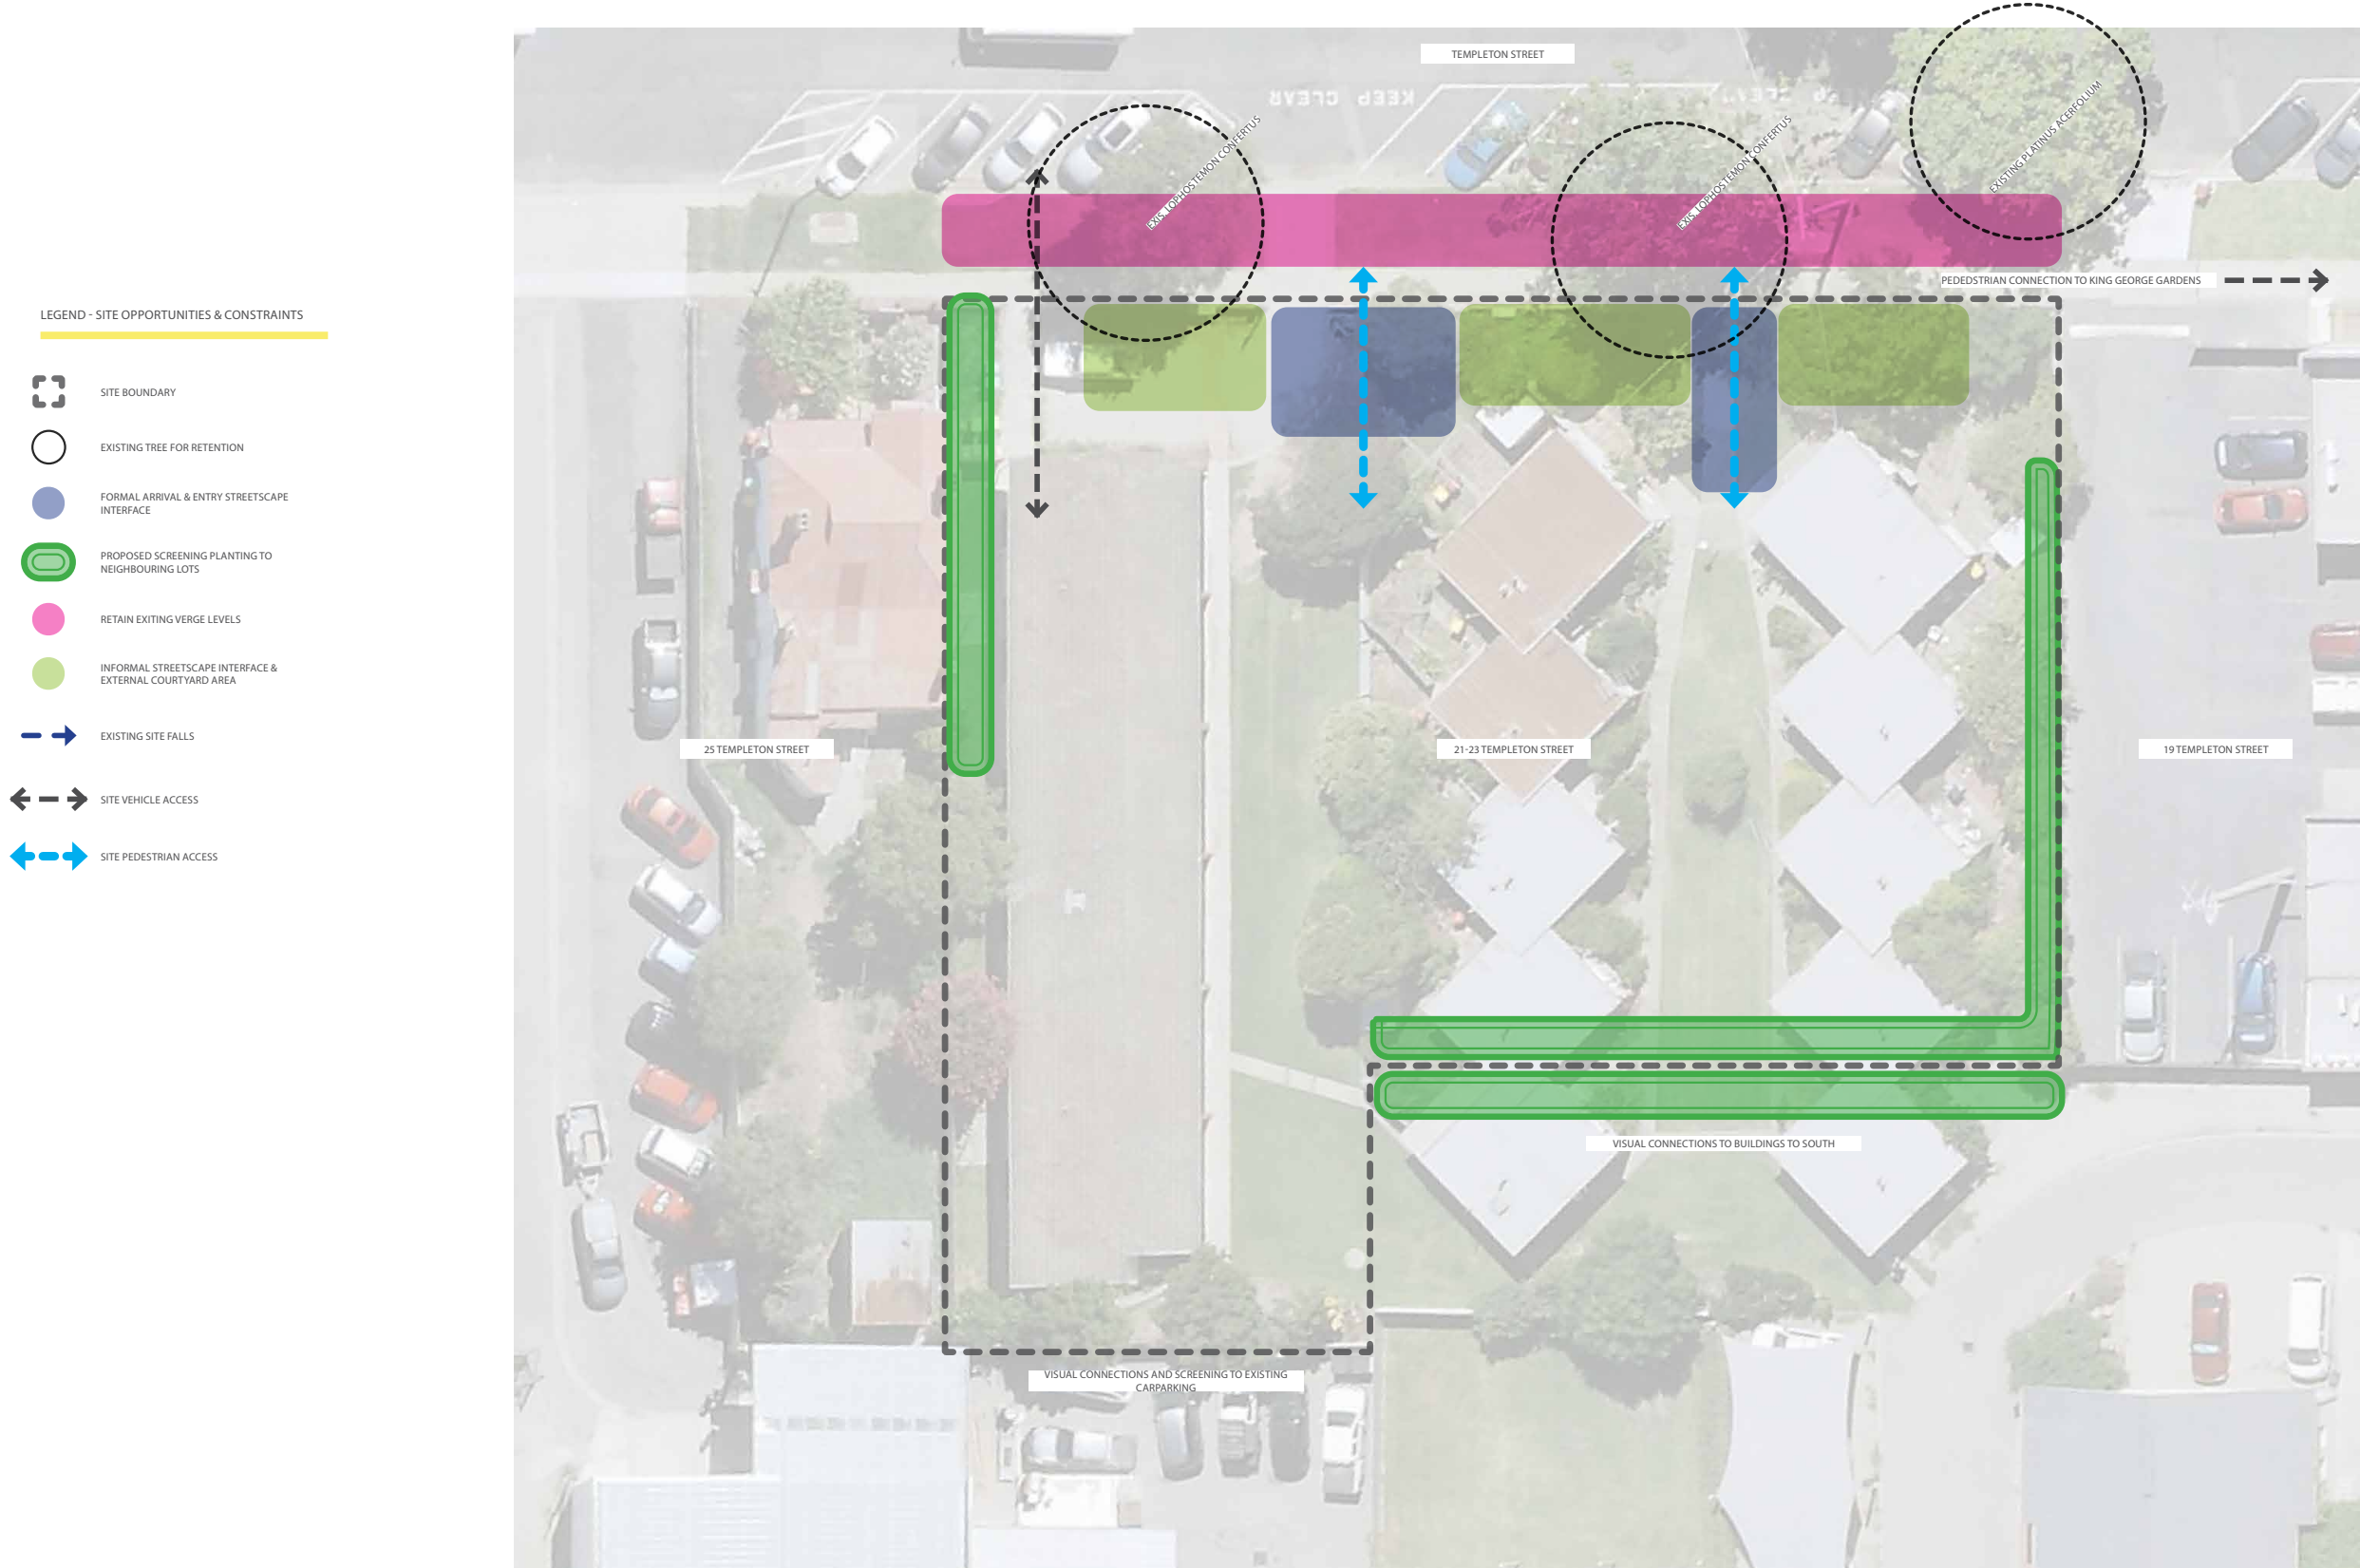 TEMPLETON STREET
KEEP CLEAR
KEEP CLEAR
EXIS. LOPHOSTEMON CONFERTUS
EXIS. LOPHOSTEMON CONFERTUS
EXISTING PLATINUS ACERFOLIUM
PEDEDSTRIAN CONNECTION TO KING GEORGE GARDENS
LEGEND - SITE OPPORTUNITIES & CONSTRAINTS
SITE BOUNDARY
EXISTING TREE FOR RETENTION
FORMAL ARRIVAL & ENTRY STREETSCAPE
INTERFACE
PROPOSED SCREENING PLANTING TO
NEIGHBOURING LOTS
RETAIN EXITING VERGE LEVELS
INFORMAL STREETSCAPE INTERFACE &
EXTERNAL COURTYARD AREA
EXISTING SITE FALLS
SITE VEHICLE ACCESS
SITE PEDESTRIAN ACCESS
25 TEMPLETON STREET
21-23 TEMPLETON STREET
19 TEMPLETON STREET
VISUAL CONNECTIONS TO BUILDINGS TO SOUTH
VISUAL CONNECTIONS AND SCREENING TO EXISTING
CARPARKING